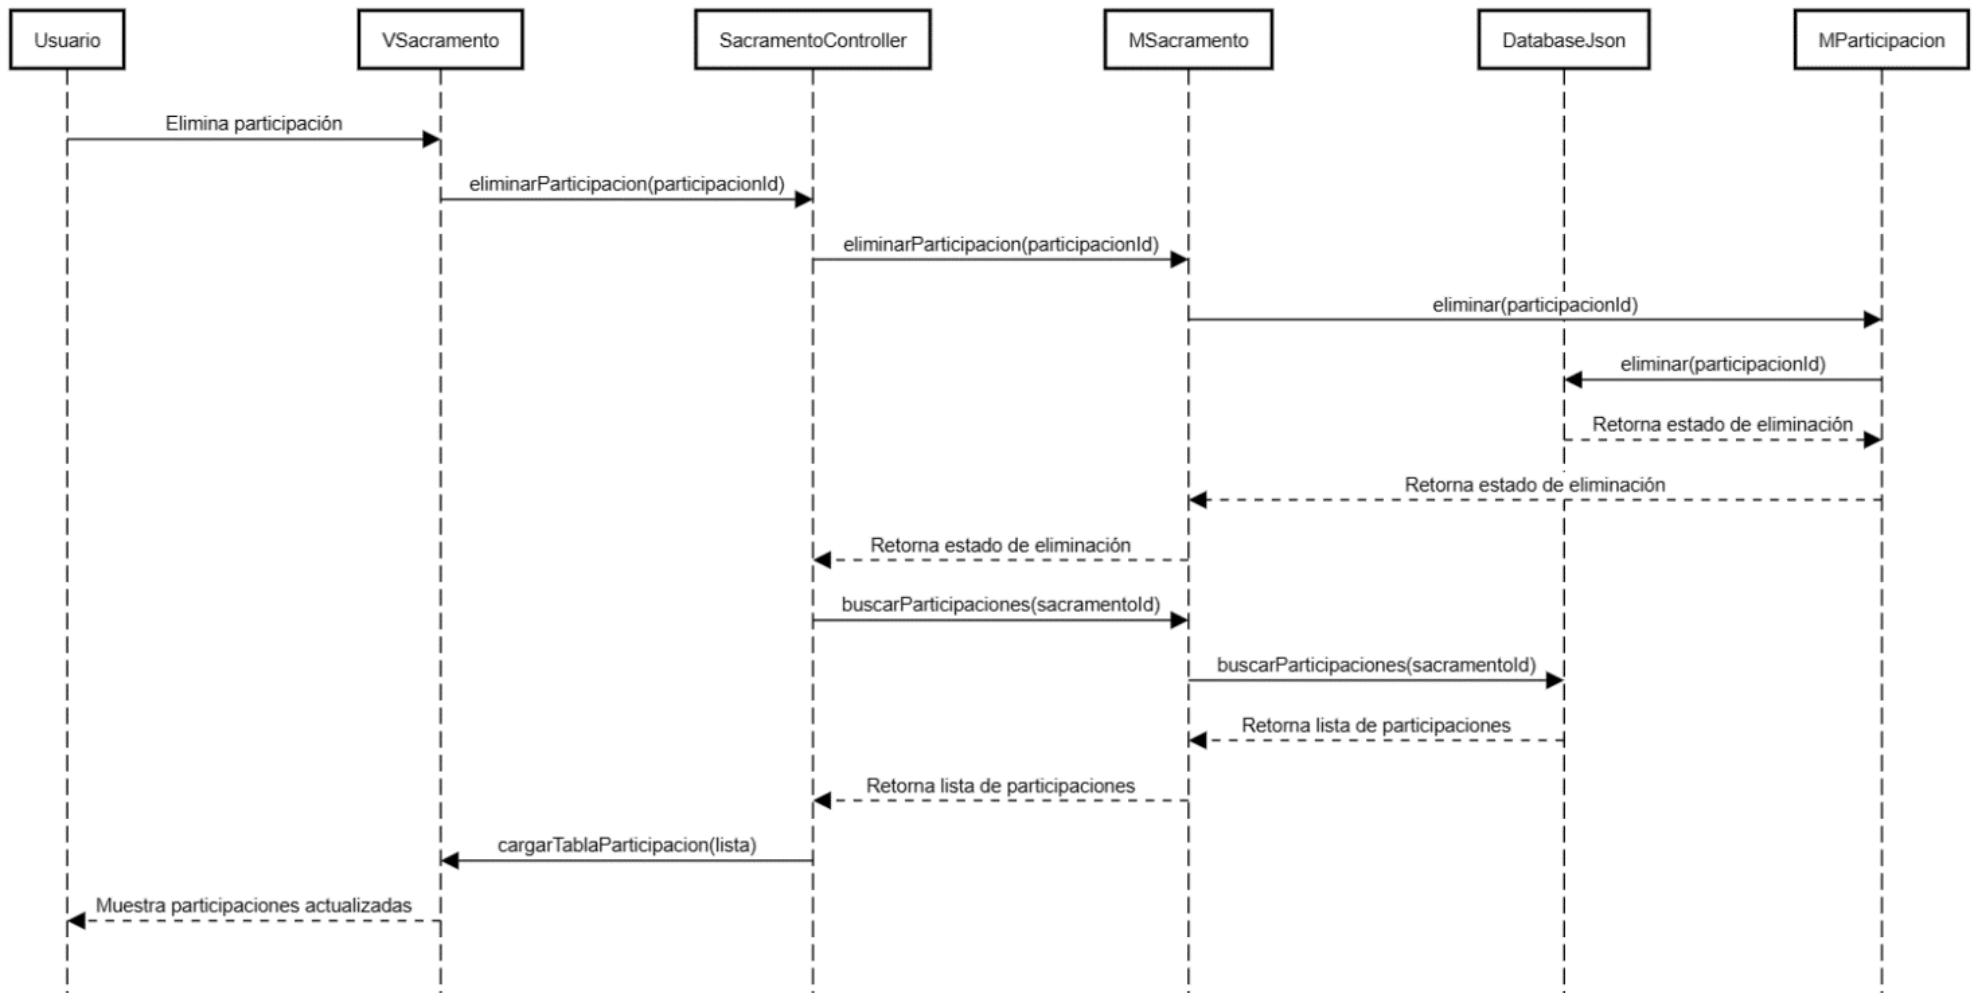 Usuario
VSacramento
SacramentoController
MSacramento
DatabaseJson
MParticipacion
Elimina participación
eliminarParticipacion(participacionId)
eliminarParticipacion(participacionId)
eliminar(participacionId)
eliminar(participacionId)
Retorna estado de eliminación
Retorna estado de eliminación
Retorna estado de eliminación
buscarParticipaciones(sacramentoId)
buscarParticipaciones(sacramentoId)
Retorna lista de participaciones
Retorna lista de participaciones
cargarTablaParticipacion(lista)
Muestra participaciones actualizadas